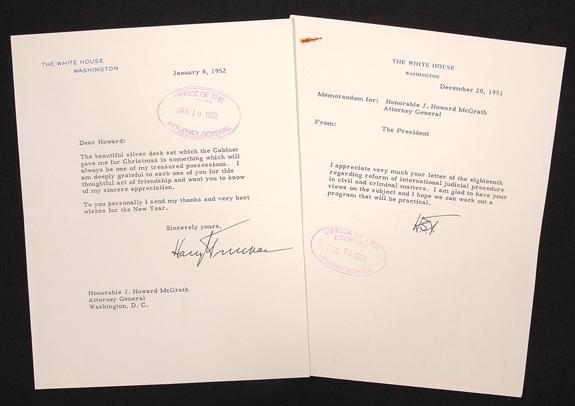 THE WHITE HOUSE
WASHINGTON
January 8, 1952
OFFICE OF THE
JAN 10 1952
ATTORNEY GENERAL
Dear Howard:
The beautiful silver desk set which the Cabinet
gave me for Christmas is something which will
always be one of my treasured possessions. I
am deeply grateful to each one of you for this
thoughtful act of friendship and want you to know
of my sincere appreciation.
To you personally I send my thanks and very best
wishes for the New Year.
Sincerely yours,
Harry Truman
Honorable J. Howard McGrath
Attorney General
Washington, D. C.
THE WHITE HOUSE
WASHINGTON
December 20, 1951
Memorandum for: Honorable J. Howard McGrath
Attorney General
From: The President
I appreciate very much your letter of the eighteenth
regarding reform of international judicial procedure
in civil and criminal matters. I am glad to have your
views on the subject and I hope we can work out a
program that will be practical.
HST
OFFICE OF THE
RECEIVED
DEC 1951
ATTORNEY GENERAL